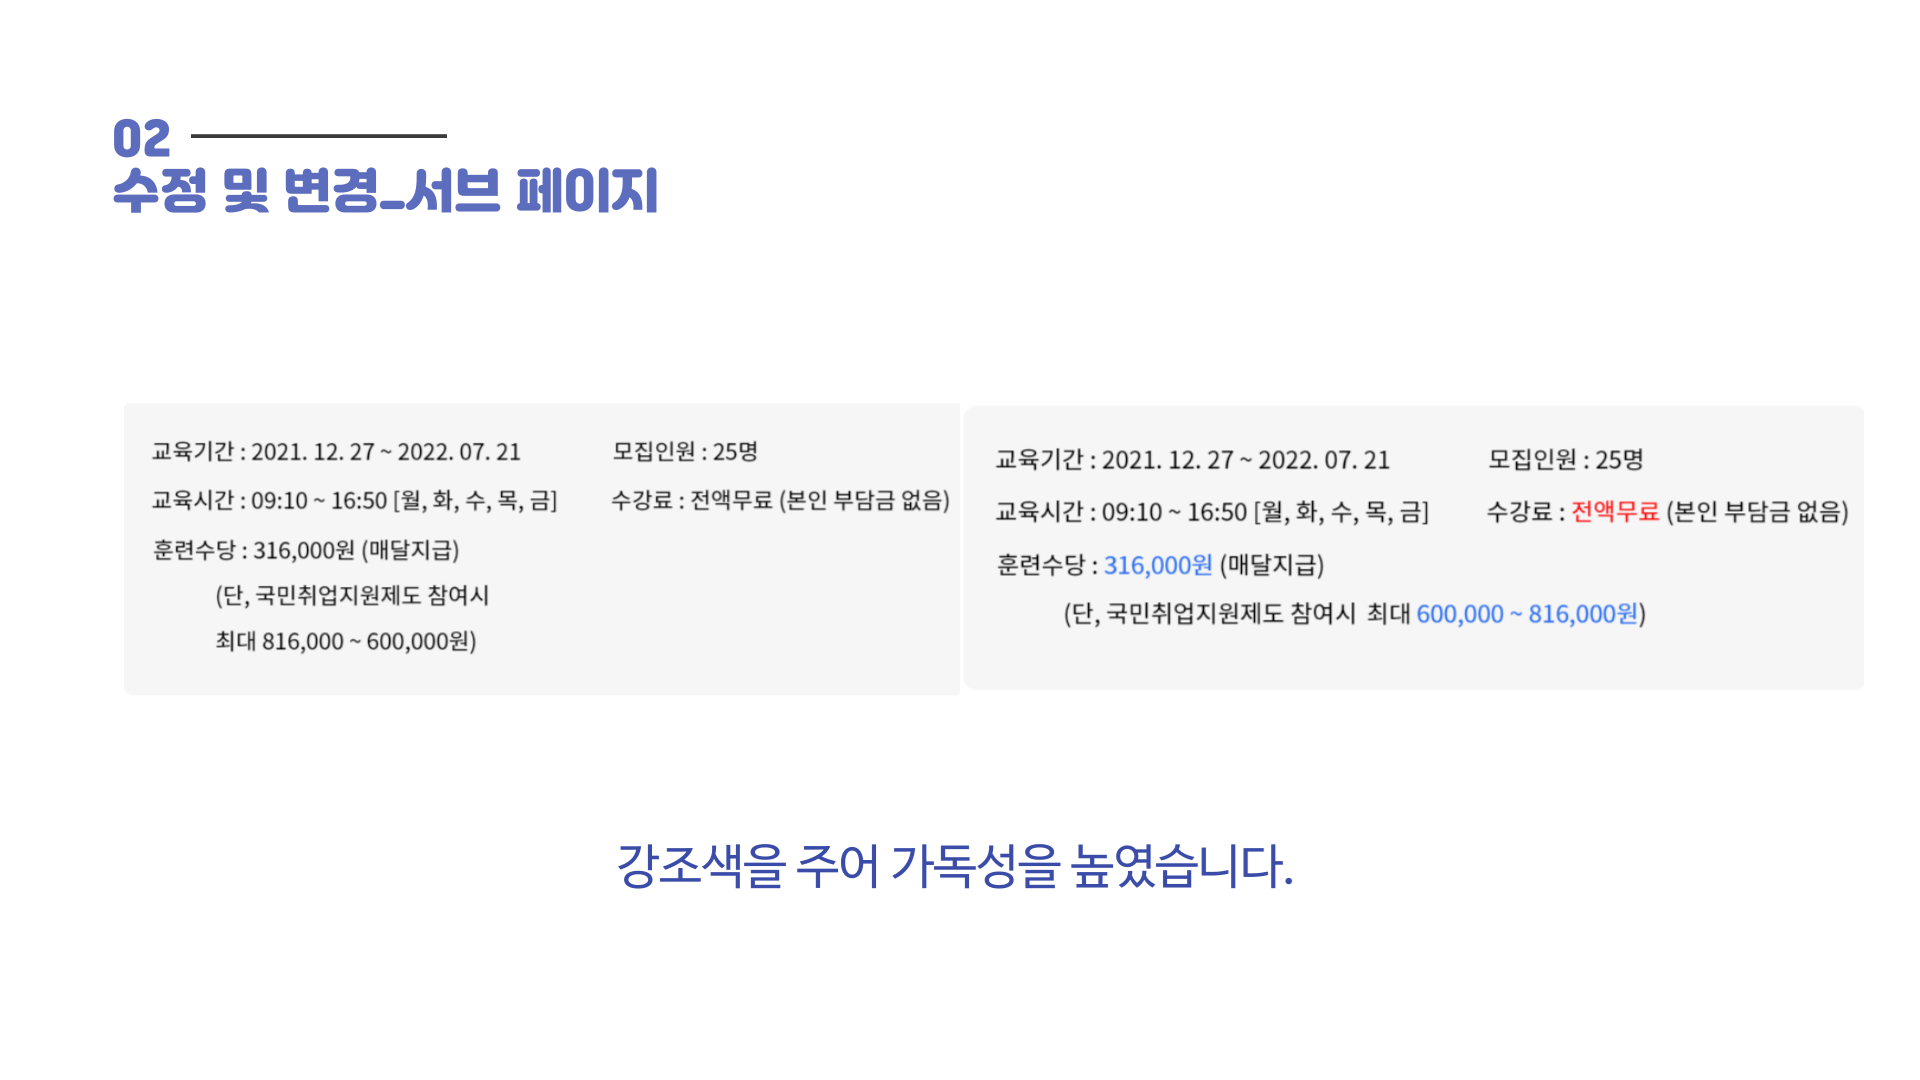 02
수정 및 변경_서브 페이지
교육기간 : 2021. 12. 27 ~ 2022. 07. 21
모집인원 : 25명
교육시간 : 09:10 ~ 16:50 [월, 화, 수, 목, 금]
수강료 : 전액무료 (본인 부담금 없음)
훈련수당 : 316,000원 (매달지급)
(단, 국민취업지원제도 참여시
최대 816,000 ~ 600,000원)
교육기간 : 2021. 12. 27 ~ 2022. 07. 21
모집인원 : 25명
교육시간 : 09:10 ~ 16:50 [월, 화, 수, 목, 금]
수강료 : 전액무료 (본인 부담금 없음)
훈련수당 : 316,000원 (매달지급)
(단, 국민취업지원제도 참여시 최대 600,000 ~ 816,000원)
강조색을 주어 가독성을 높였습니다.